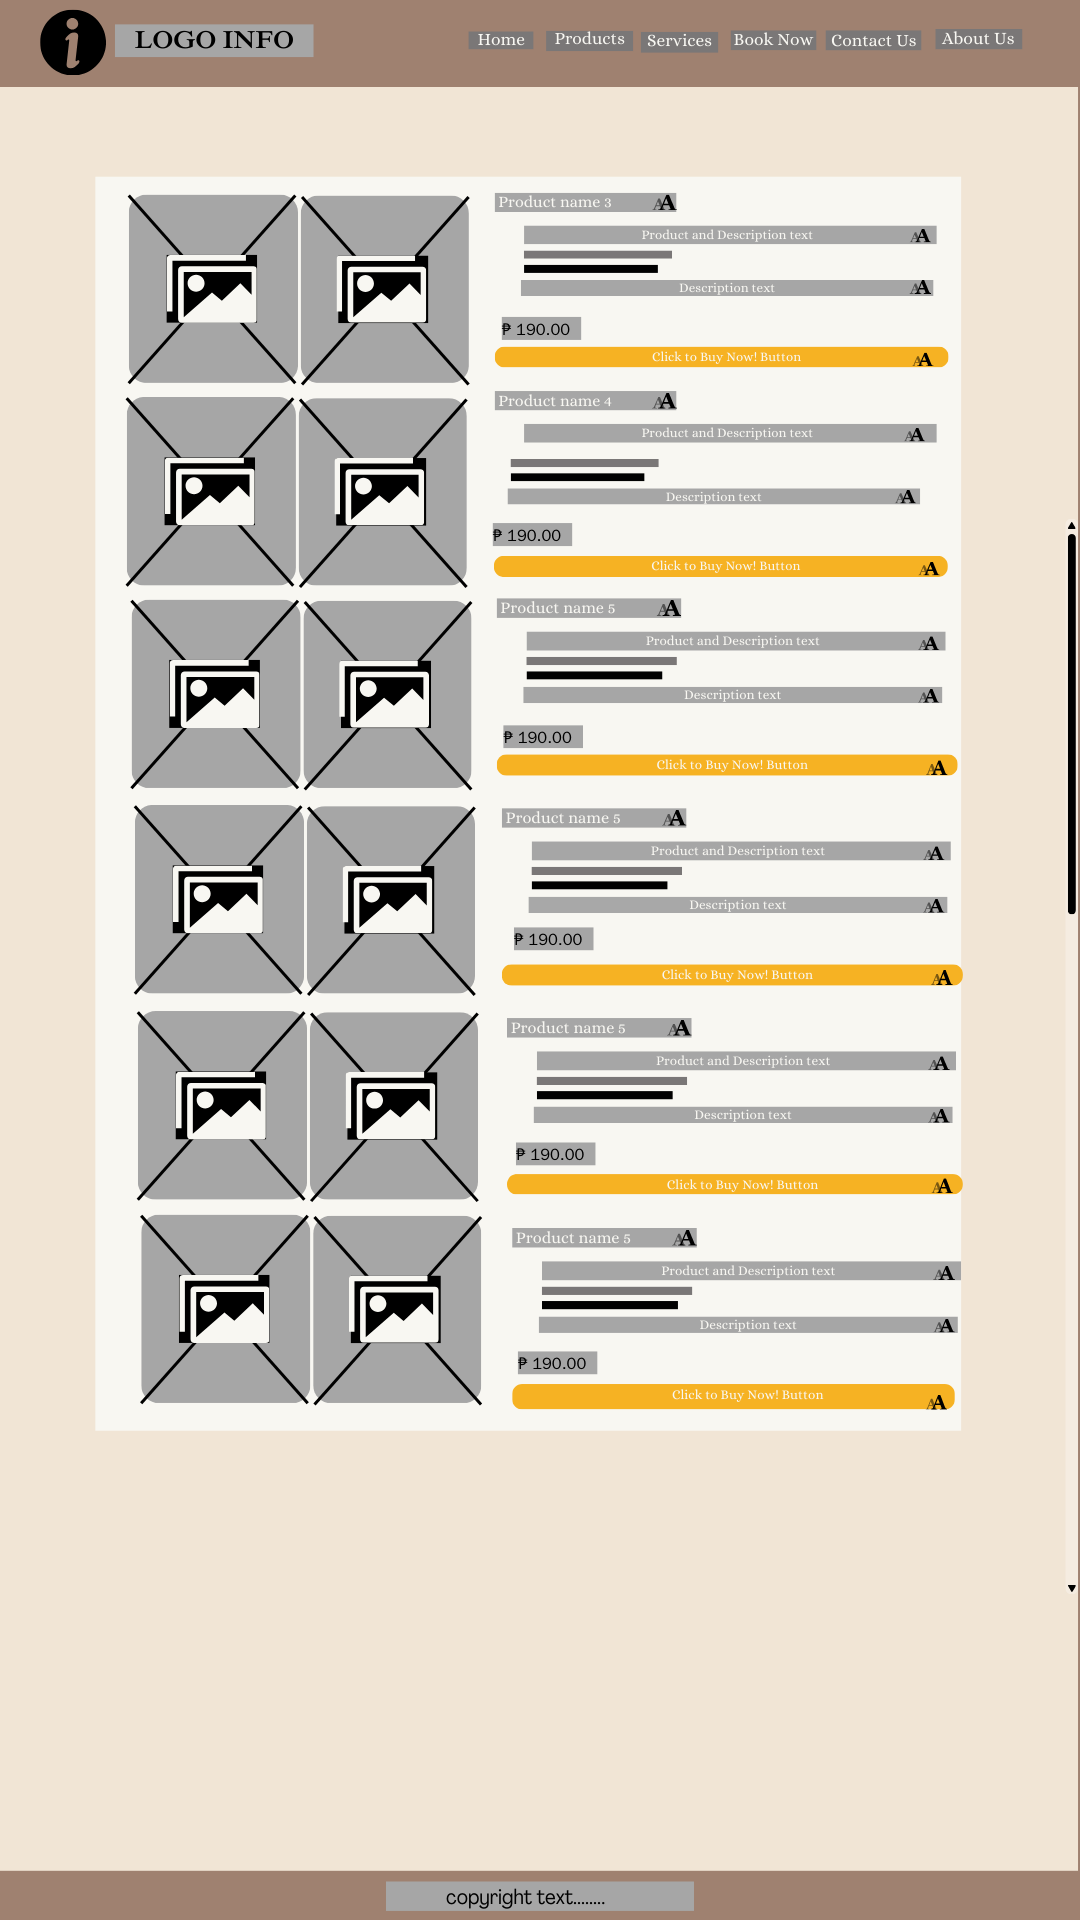 i LOGO INFO
Home Products Services Book Now Contact Us About Us
Product name 3 AA
Product and Description text AA
Description text AA
₱ 190.00
Click to Buy Now! Button AA
Product name 4 AA
Product and Description text AA
Description text AA
₱ 190.00
Click to Buy Now! Button AA
Product name 5 AA
Product and Description text AA
Description text AA
₱ 190.00
Click to Buy Now! Button AA
Product name 5 AA
Product and Description text AA
Description text AA
₱ 190.00
Click to Buy Now! Button AA
Product name 5 AA
Product and Description text AA
Description text AA
₱ 190.00
Click to Buy Now! Button AA
Product name 5 AA
Product and Description text AA
Description text AA
₱ 190.00
Click to Buy Now! Button AA
copyright text........